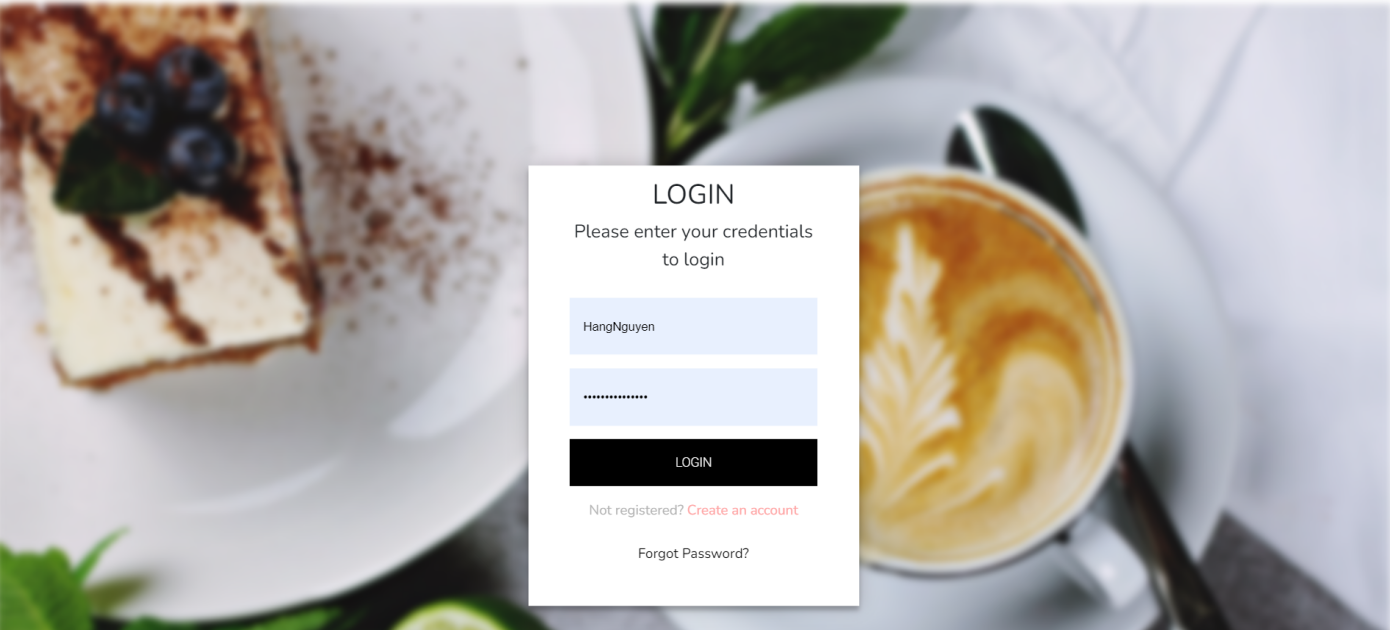 LOGIN
Please enter your credentials
to login
HangNguyen
•••••••••••••••
LOGIN
Not registered? Create an account
Forgot Password?